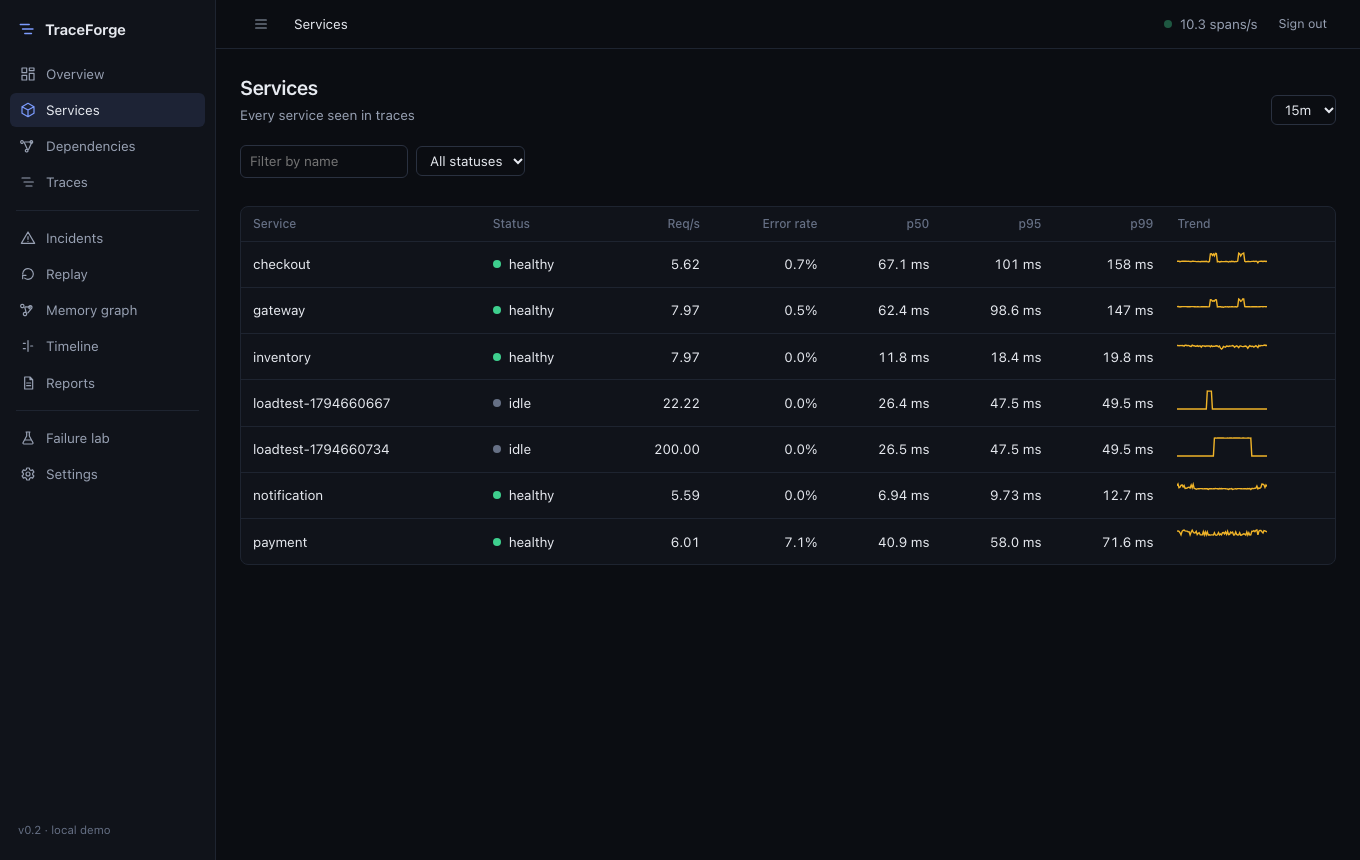 TraceForge
Services
10.3 spans/s
Sign out
Overview
Services
Dependencies
Traces
Incidents
Replay
Memory graph
Timeline
Reports
Failure lab
Settings
v0.2 · local demo
Services
Every service seen in traces
15m
Filter by name
All statuses
Service Status Req/s Error rate p50 p95 p99 Trend
checkout healthy 5.62 0.7% 67.1 ms 101 ms 158 ms
gateway healthy 7.97 0.5% 62.4 ms 98.6 ms 147 ms
inventory healthy 7.97 0.0% 11.8 ms 18.4 ms 19.8 ms
loadtest-1794660667 idle 22.22 0.0% 26.4 ms 47.5 ms 49.5 ms
loadtest-1794660734 idle 200.00 0.0% 26.5 ms 47.5 ms 49.5 ms
notification healthy 5.59 0.0% 6.94 ms 9.73 ms 12.7 ms
payment healthy 6.01 7.1% 40.9 ms 58.0 ms 71.6 ms